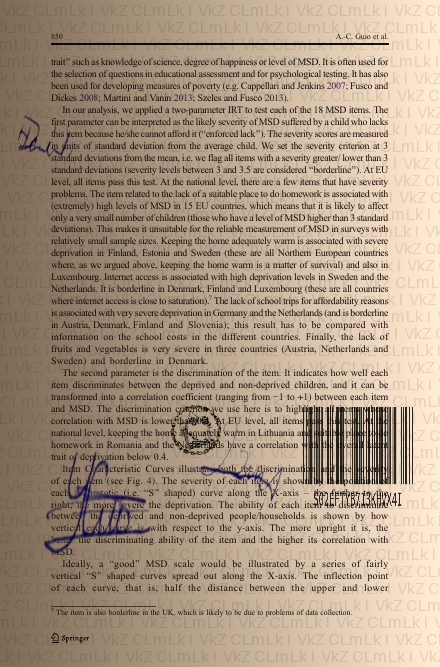 850 A.-C. Guio et al.
trait" such as knowledge of science, degree of happiness or level of MSD. It is often used for
the selection of questions in educational assessment and for psychological testing. It has also
been used for developing measures of poverty (e.g. Cappellari and Jenkins 2007; Fusco and
Dickes 2008; Martini and Vanin 2013; Szeles and Fusco 2013).
In our analysis, we applied a two-parameter IRT to test each of the 18 MSD items. The
first parameter can be interpreted as the likely severity of MSD suffered by a child who lacks
this item because he/she cannot afford it ("enforced lack"). The severity scores are measured
in units of standard deviation from the average child. We set the severity criterion at 3
standard deviations from the mean, i.e. we flag all items with a severity greater/ lower than 3
standard deviations (severity levels between 3 and 3.5 are considered "borderline"). At EU
level, all items pass this test. At the national level, there are a few items that have severity
problems. The item related to the lack of a suitable place to do homework is associated with
(extremely) high levels of MSD in 15 EU countries, which means that it is likely to affect
only a very small number of children (those who have a level of MSD higher than 3 standard
deviations). This makes it unsuitable for the reliable measurement of MSD in surveys with
relatively small sample sizes. Keeping the home adequately warm is associated with severe
deprivation in Finland, Estonia and Sweden (these are all Northern European countries
where, as we argued above, keeping the home warm is a matter of survival) and also in
Luxembourg. Internet access is associated with high deprivation levels in Sweden and the
Netherlands. It is borderline in Denmark, Finland and Luxembourg (these are all countries
where internet access is close to saturation).7 The lack of school trips for affordability reasons
is associated with very severe deprivation in Germany and the Netherlands (and is borderline
in Austria, Denmark, Finland and Slovenia); this result has to be compared with
information on the school costs in the different countries. Finally, the lack of
fruits and vegetables is very severe in three countries (Austria, Netherlands and
Sweden) and borderline in Denmark.
The second parameter is the discrimination of the item. It indicates how well each
item discriminates between the deprived and non-deprived children, and it can be
transformed into a correlation coefficient (ranging from −1 to +1) between each item
and MSD. The discrimination we use here is to all
correlation with MSD is lower At EU level, all items pass
national level, keeping the home warm in Lithuania and place to do
homework in Romania and the have a correlation with the
trait of deprivation below 0.4.
Item Characteristic Curves the discrimination and the severity
of each item (see Fig. 4). The severity of each item is shown by
each (i.e. "S" shaped) curve along the X-axis –
right, the more severe the deprivation. The ability of each item to discriminate
between the deprived and non-deprived people/households is shown by how
vertical each is with respect to the y-axis. The more upright it is, the
discriminating ability of the item and the higher its correlation with
MSD.
Ideally, a "good" MSD scale would be illustrated by a series of fairly
vertical "S" shaped curves spread out along the X-axis. The inflection point
of each curve, that is, half the distance between the upper and lower
7 The item is also borderline in the UK, which is likely to be due to problems of data collection.
Springer